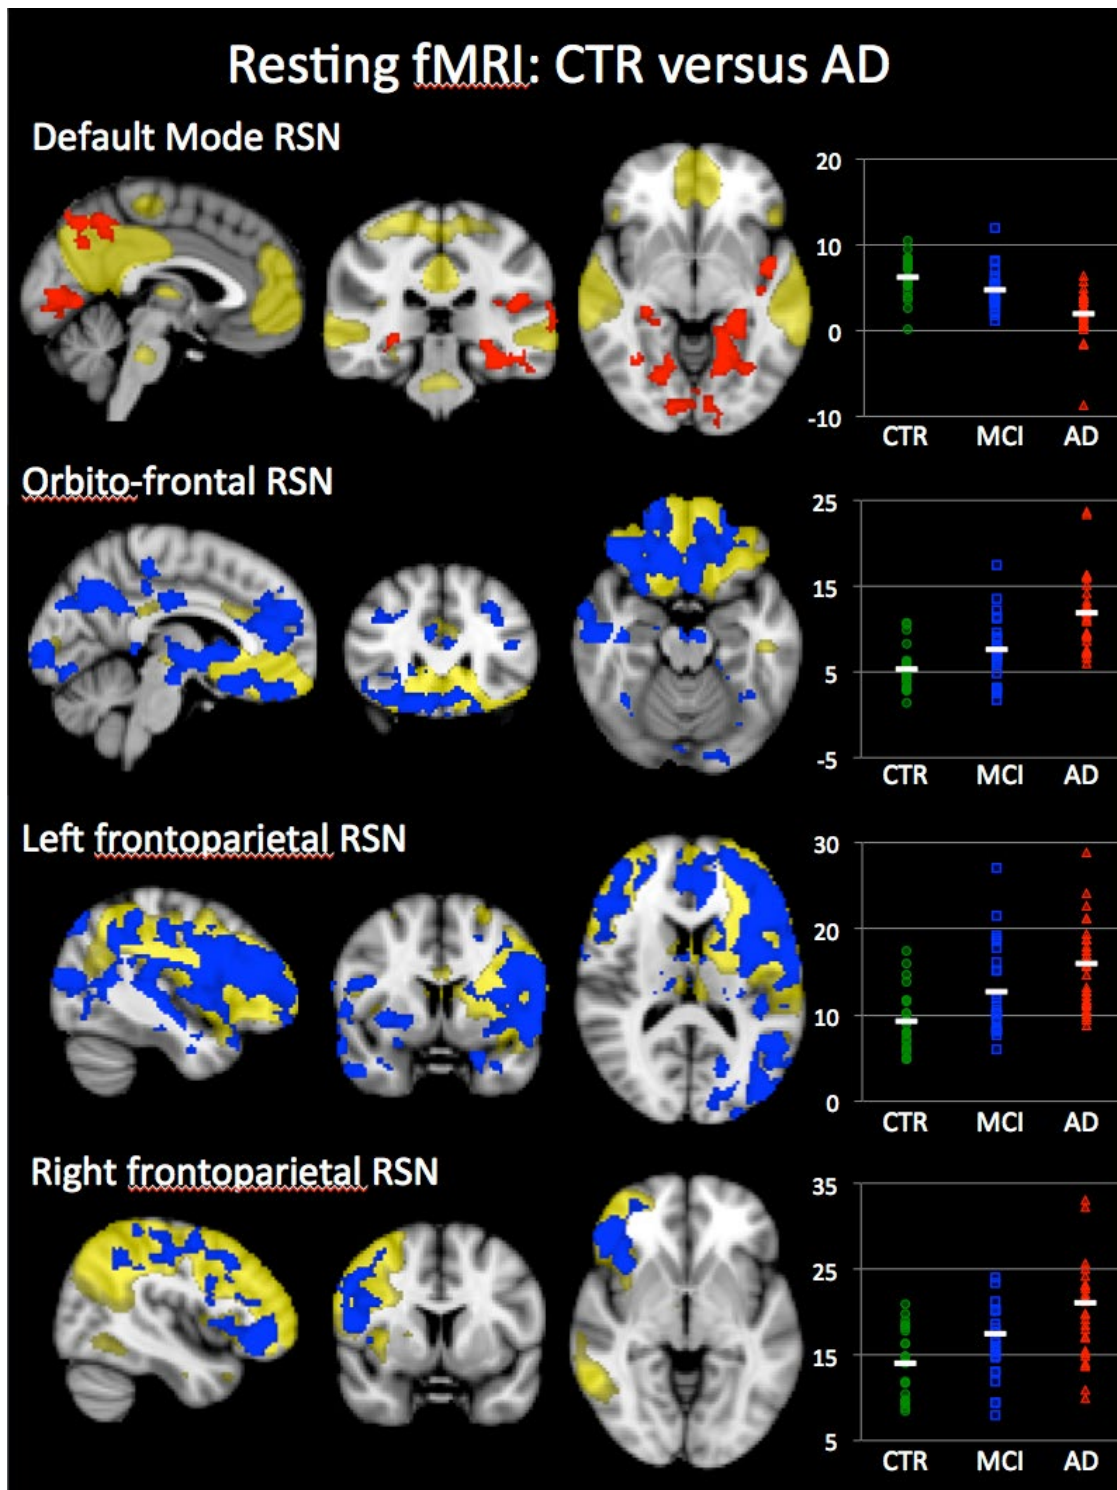 Resting fMRI: CTR versus AD
Default Mode RSN
20
10
0
-10
CTR MCI AD
Orbito-frontal RSN
25
15
5
-5
CTR MCI AD
Left frontoparietal RSN
30
20
10
0
CTR MCI AD
Right frontoparietal RSN
35
25
15
5
CTR MCI AD